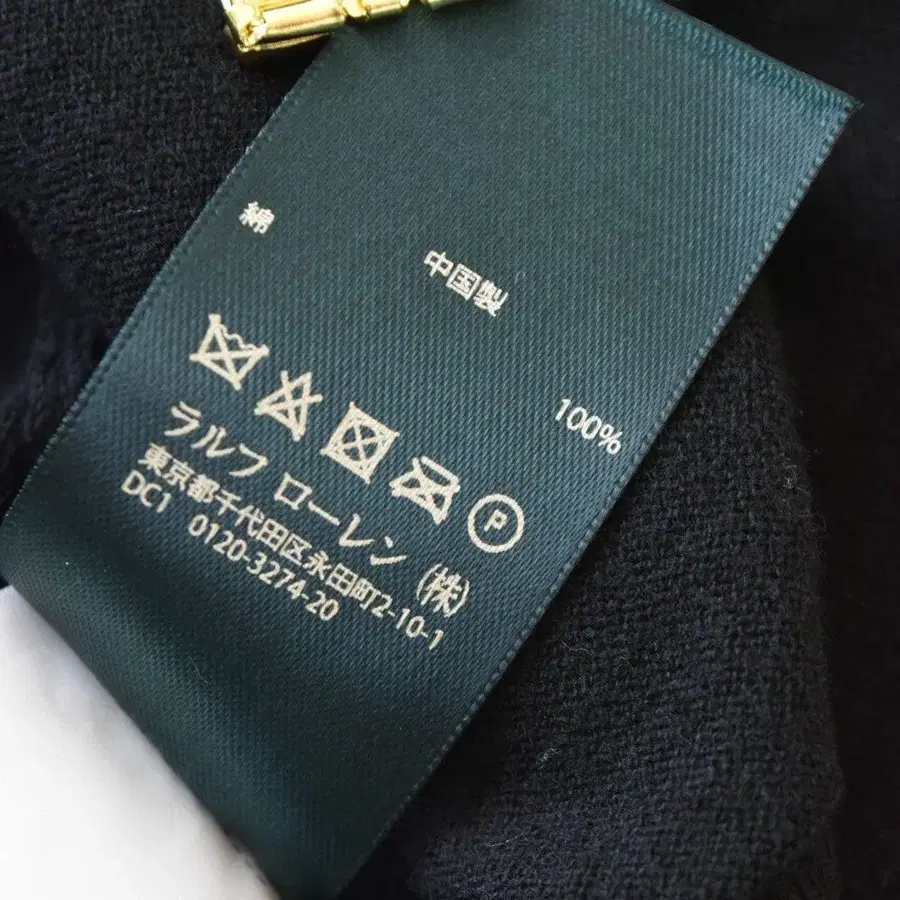 綿 100%
中国製
P
ラルフ ローレン (株)
東京都千代田区永田町2-10-1
DC1 0120-3274-20